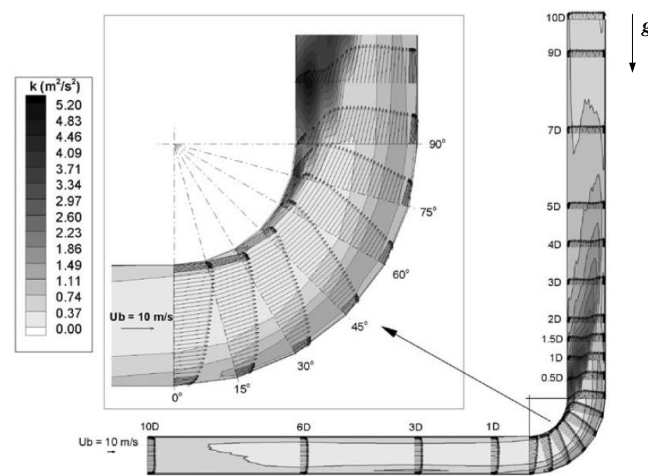 k (m²/s²)
5.20
4.83
4.46
4.09
3.71
3.34
2.97
2.60
2.23
1.86
1.49
1.11
0.74
0.37
0.00
Ub = 10 m/s
0°
15°
30°
45°
60°
75°
90°
g
10D
9D
7D
5D
4D
3D
2D
1.5D
1D
0.5D
10D
6D
3D
1D
Ub = 10 m/s